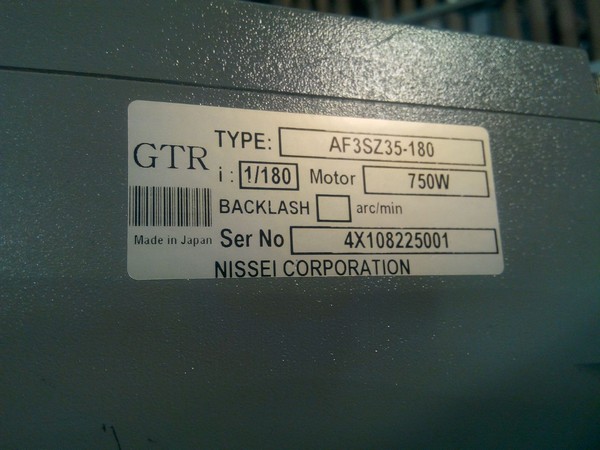 GTR
TYPE: AF3SZ35-180
i : 1/180 Motor 750W
BACKLASH arc/min
Made in Japan
Ser No 4X108225001
NISSEI CORPORATION